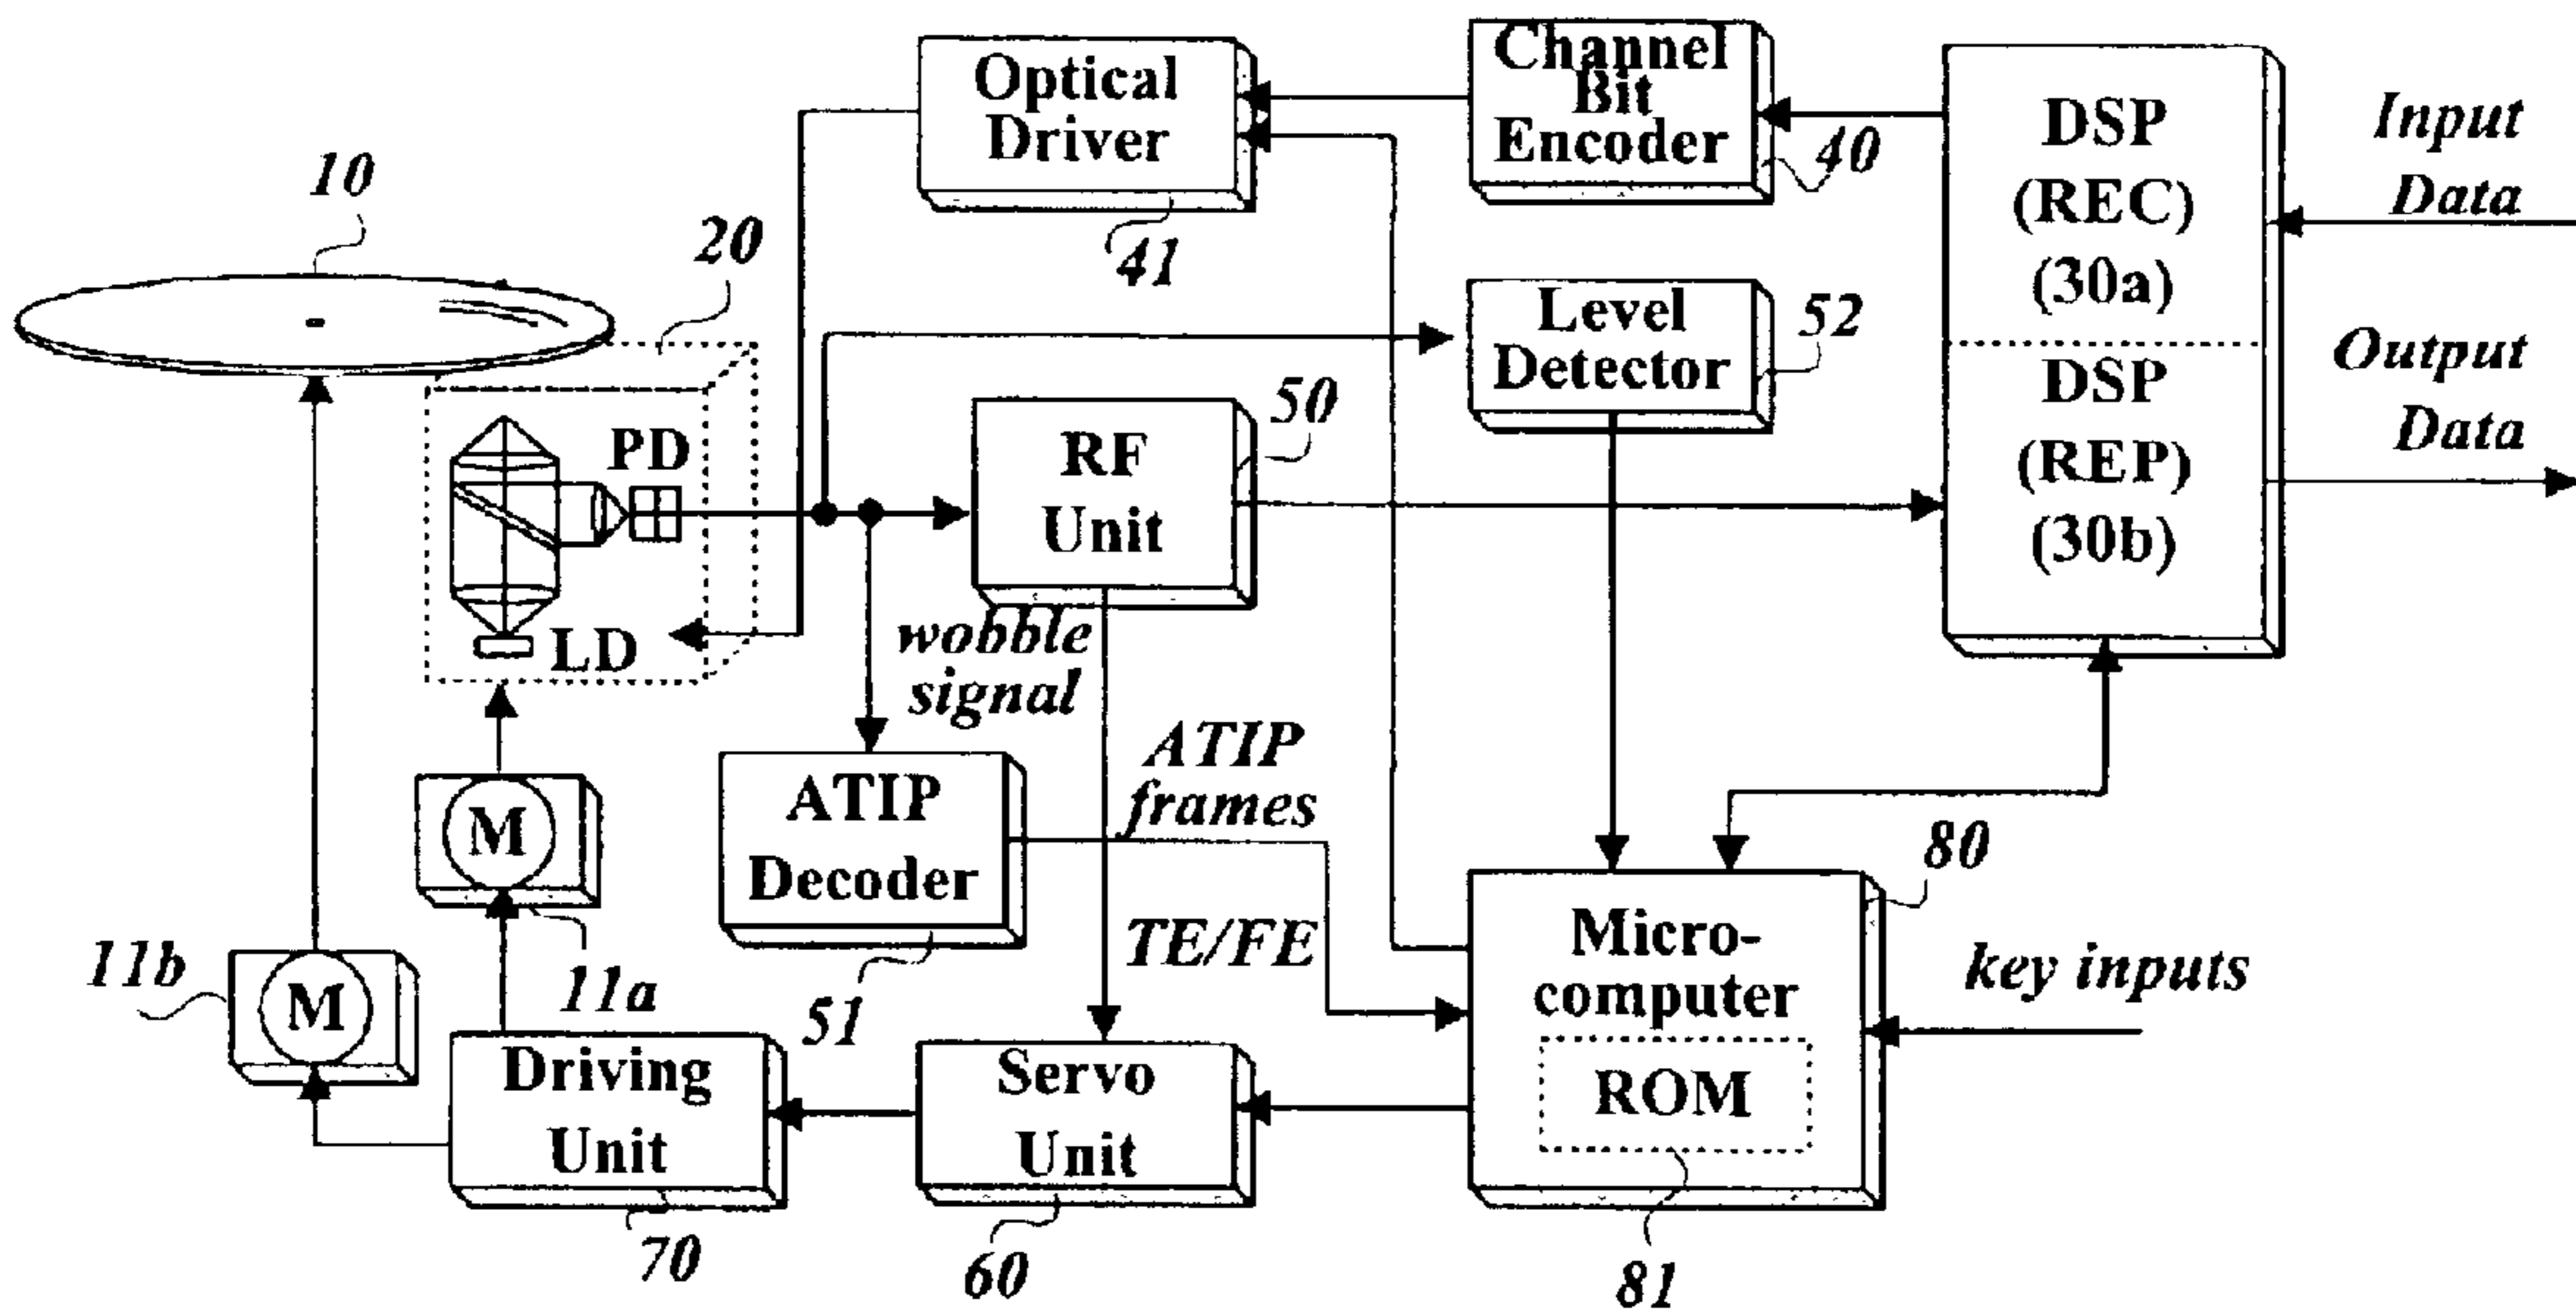 Optical
Driver
41
Channel
Bit
Encoder
40
DSP
(REC)
(30a)
Input
Data
10
20
Level
Detector
52
DSP
(REP)
(30b)
Output
Data
PD
LD
RF
Unit
50
wobble
signal
ATIP
frames
M
11a
ATIP
Decoder
51
TE/FE
80
Micro-
computer
ROM
81
key inputs
11b
M
Driving
Unit
70
Servo
Unit
60